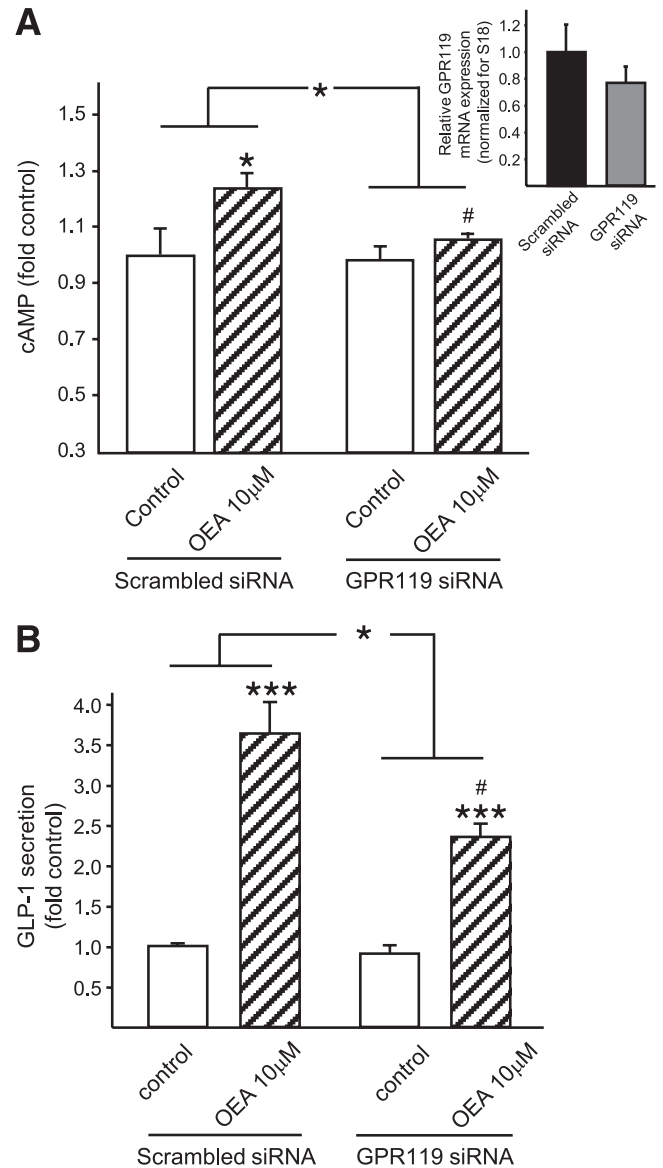 A
Relative GPR119
mRNA expression
(normalized for S18)
1.2
1.0
0.8
0.6
0.4
0.2
Scrambled
siRNA
GPR119
siRNA
cAMP (fold control)
1.5
1.3
1.1
0.9
0.7
0.5
0.3
*
*
#
Control
OEA 10μM
Control
OEA 10μM
Scrambled siRNA
GPR119 siRNA
B
GLP-1 secretion
(fold control)
4.0
3.5
3.0
2.5
2.0
1.5
1.0
0.5
*
***
#
***
control
OEA 10μM
control
OEA 10μM
Scrambled siRNA
GPR119 siRNA